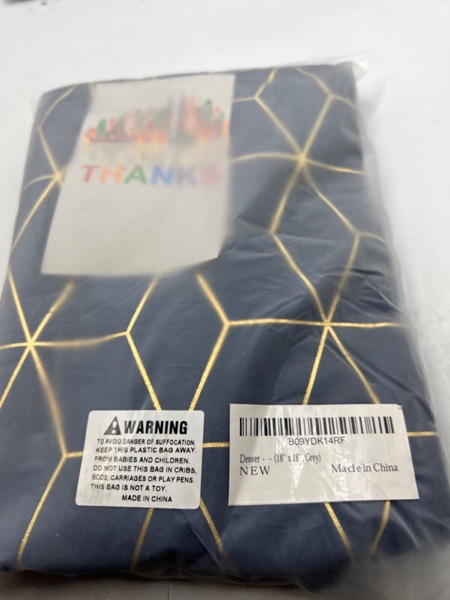 THANKS
WARNING
TO AVOID DANGER OF SUFFOCATION,
KEEP THIS PLASTIC BAG AWAY
FROM BABIES AND CHILDREN.
DO NOT USE THIS BAG IN CRIBS,
BEDS, CARRIAGES OR PLAY PENS.
THIS BAG IS NOT A TOY.
MADE IN CHINA
B09YDK14RF
Denver - - (18" x 18", Grey)
NEW Made in China